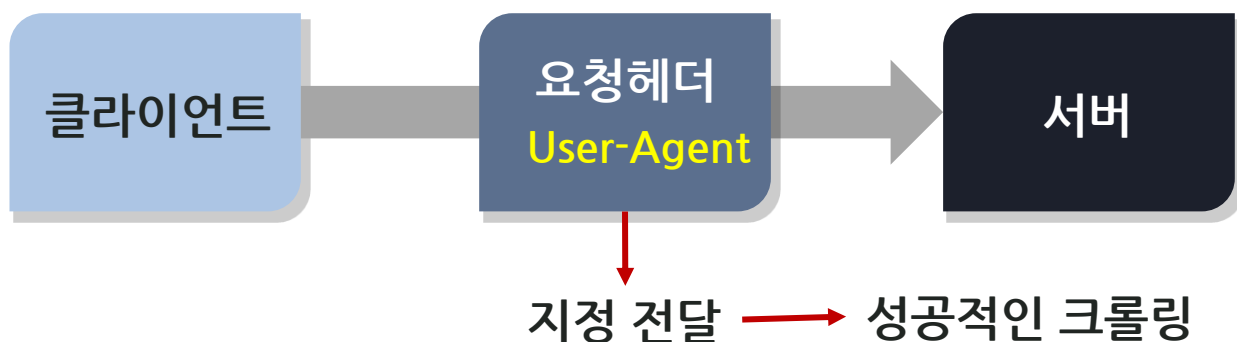 클라이언트
요청헤더
User-Agent
서버
지정 전달
성공적인 크롤링